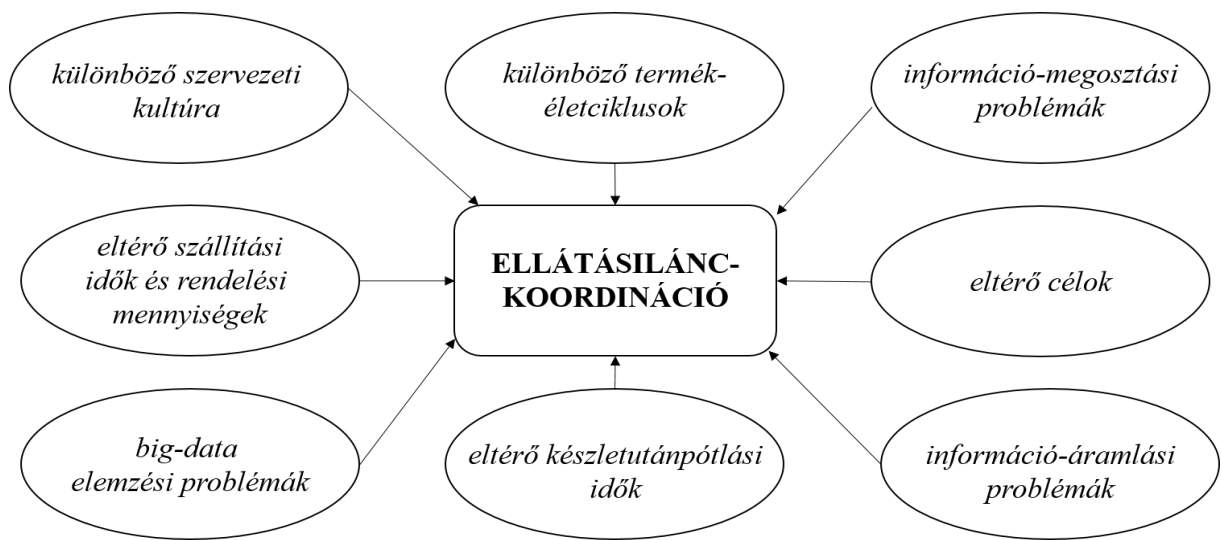 különböző szervezeti
kultúra
különböző termék-
életciklusok
információ-megosztási
problémák
eltérő szállítási
idők és rendelési
mennyiségek
ELLÁTÁSILÁNC-
KOORDINÁCIÓ
eltérő célok
big-data
elemzési problémák
eltérő készletutánpótlási
idők
információ-áramlási
problémák